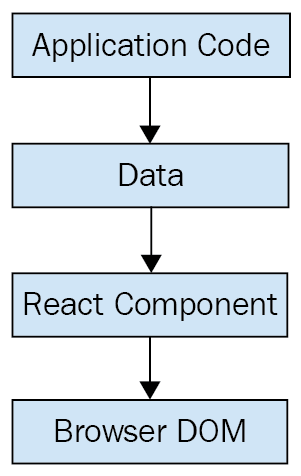 Application Code
Data
React Component
Browser DOM